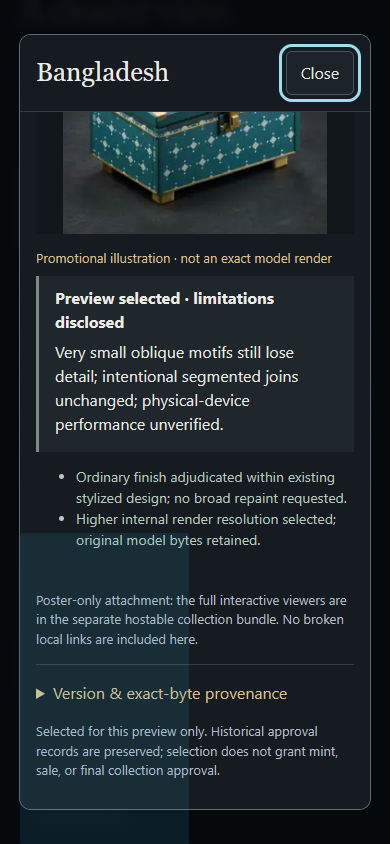 Bangladesh
Close
Promotional illustration · not an exact model render
Preview selected · limitations
disclosed
Very small oblique motifs still lose
detail; intentional segmented joins
unchanged; physical-device
performance unverified.
• Ordinary finish adjudicated within existing
stylized design; no broad repaint requested.
• Higher internal render resolution selected;
original model bytes retained.
Poster-only attachment: the full interactive viewers are
in the separate hostable collection bundle. No broken
local links are included here.
▶ Version & exact-byte provenance
Selected for this preview only. Historical approval
records are preserved; selection does not grant mint,
sale, or final collection approval.